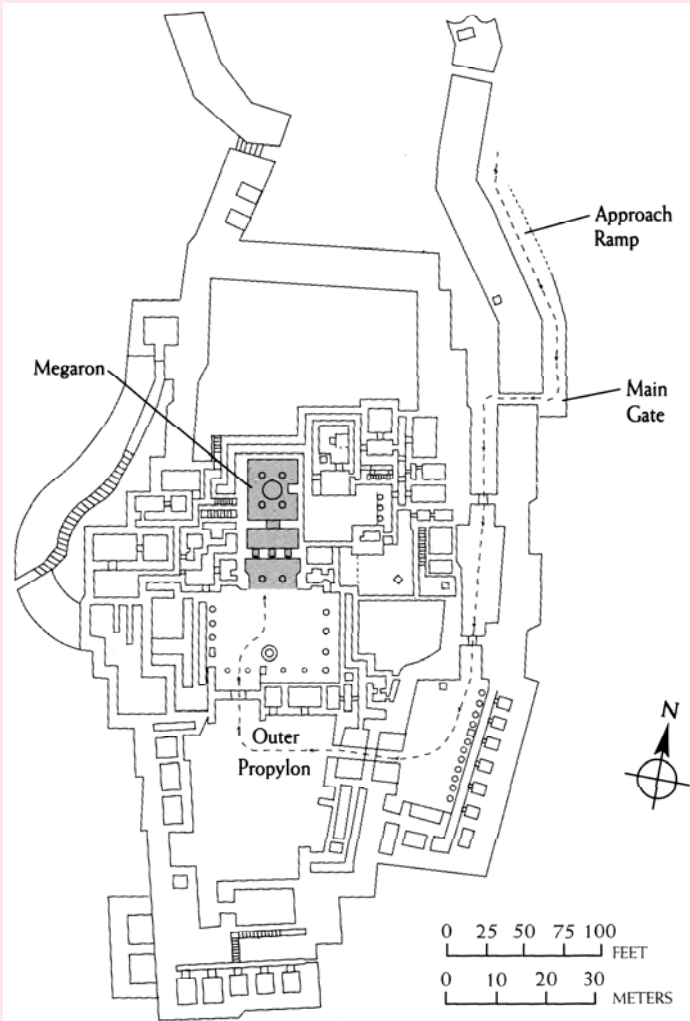 Approach
Ramp
Megaron
Main
Gate
Outer
Propylon
N
0 25 50 75 100
FEET
0 10 20 30
METERS